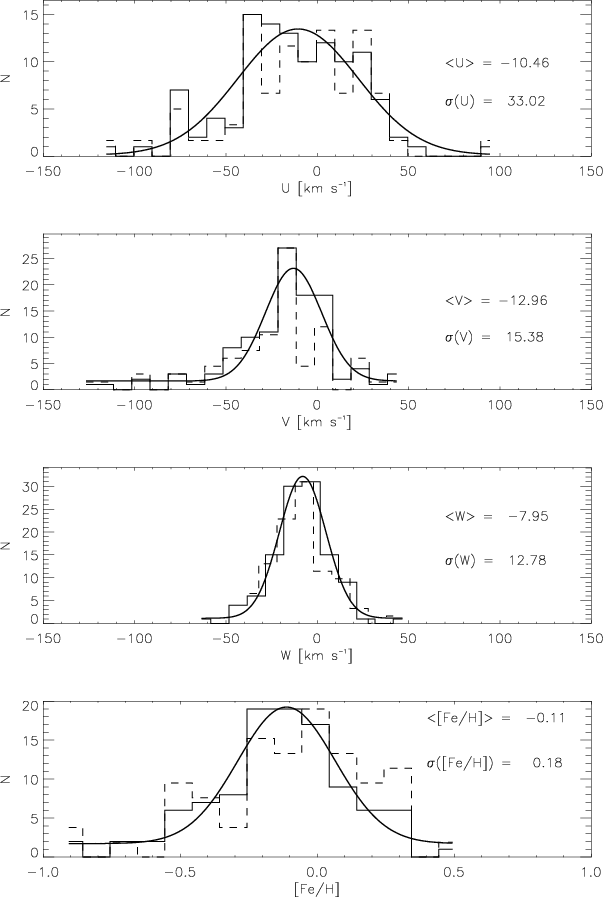 15
10
5
0
N
<U> = −10.46
σ(U) = 33.02
−150 −100 −50 0 50 100 150
U [km s⁻¹]
25
20
15
10
5
0
N
<V> = −12.96
σ(V) = 15.38
−150 −100 −50 0 50 100 150
V [km s⁻¹]
30
25
20
15
10
5
0
N
<W> = −7.95
σ(W) = 12.78
−150 −100 −50 0 50 100 150
W [km s⁻¹]
20
15
10
5
0
N
<[Fe/H]> = −0.11
σ([Fe/H]) = 0.18
−1.0 −0.5 0.0 0.5 1.0
[Fe/H]